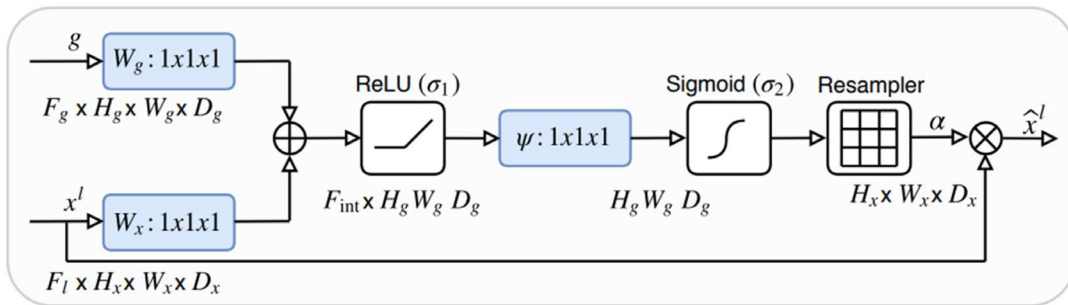 g
W_g : 1x1x1
F_g x H_g x W_g x D_g
ReLU (σ_1)
Sigmoid (σ_2)
Resampler
ψ : 1x1x1
α
x̂^l
F_int x H_g W_g D_g
H_g W_g D_g
H_x x W_x x D_x
x^l
W_x : 1x1x1
F_l x H_x x W_x x D_x